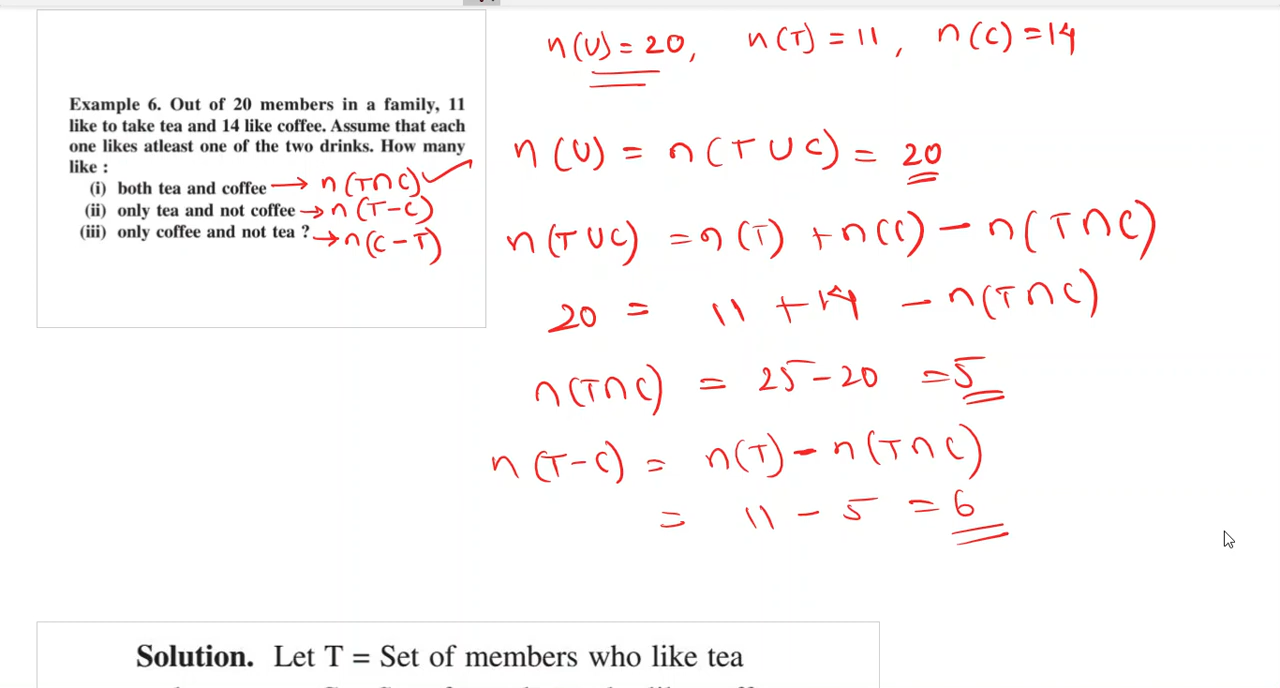 n(U) = 20, n(T) = 11, n(C) = 14
Example 6. Out of 20 members in a family, 11
like to take tea and 14 like coffee. Assume that each
one likes atleast one of the two drinks. How many
like :
(i) both tea and coffee → n(T∩C) ✓
(ii) only tea and not coffee → n(T-C)
(iii) only coffee and not tea ? → n(C-T)
n(U) = n(T∪C) = 20
n(T∪C) = n(T) + n(C) - n(T∩C)
20 = 11 + 14 - n(T∩C)
n(T∩C) = 25-20 = 5
n(T-C) = n(T) - n(T∩C)
= 11 - 5 = 6
Solution. Let T = Set of members who like tea